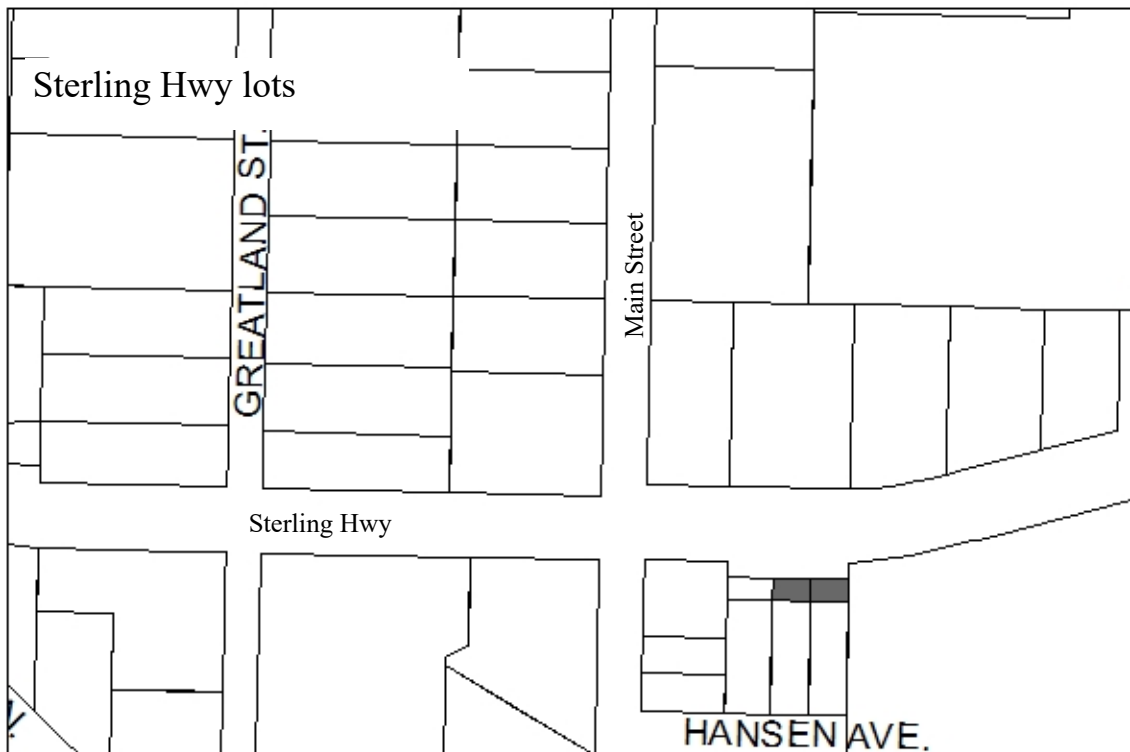 Sterling Hwy lots
GREATLAND ST.
Main Street
Sterling Hwy
HANSEN AVE.